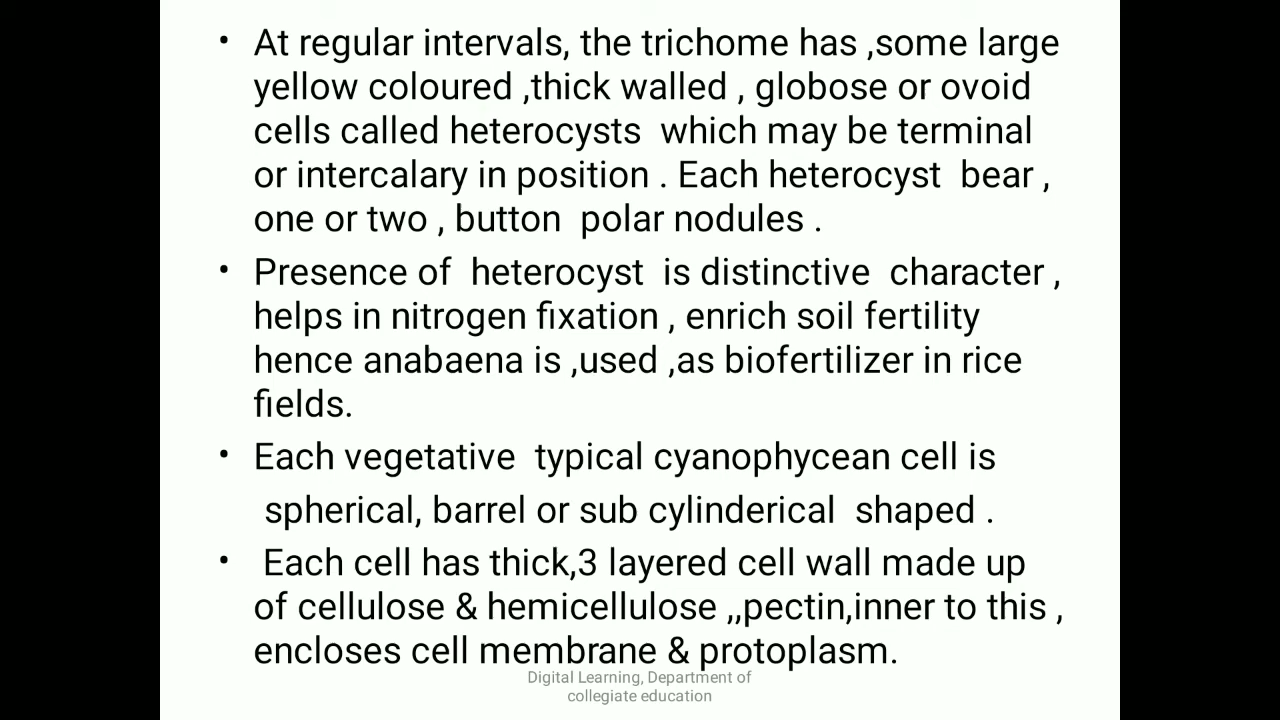 • At regular intervals, the trichome has ,some large
yellow coloured ,thick walled , globose or ovoid
cells called heterocysts  which may be terminal
or intercalary in position . Each heterocyst  bear ,
one or two , button  polar nodules .
• Presence of  heterocyst  is distinctive  character ,
helps in nitrogen fixation , enrich soil fertility
hence anabaena is ,used ,as biofertilizer in rice
fields.
• Each vegetative  typical cyanophycean cell is
spherical, barrel or sub cylinderical  shaped .
• Each cell has thick,3 layered cell wall made up
of cellulose & hemicellulose ,,pectin,inner to this ,
encloses cell membrane & protoplasm.
Digital Learning, Department of
collegiate education